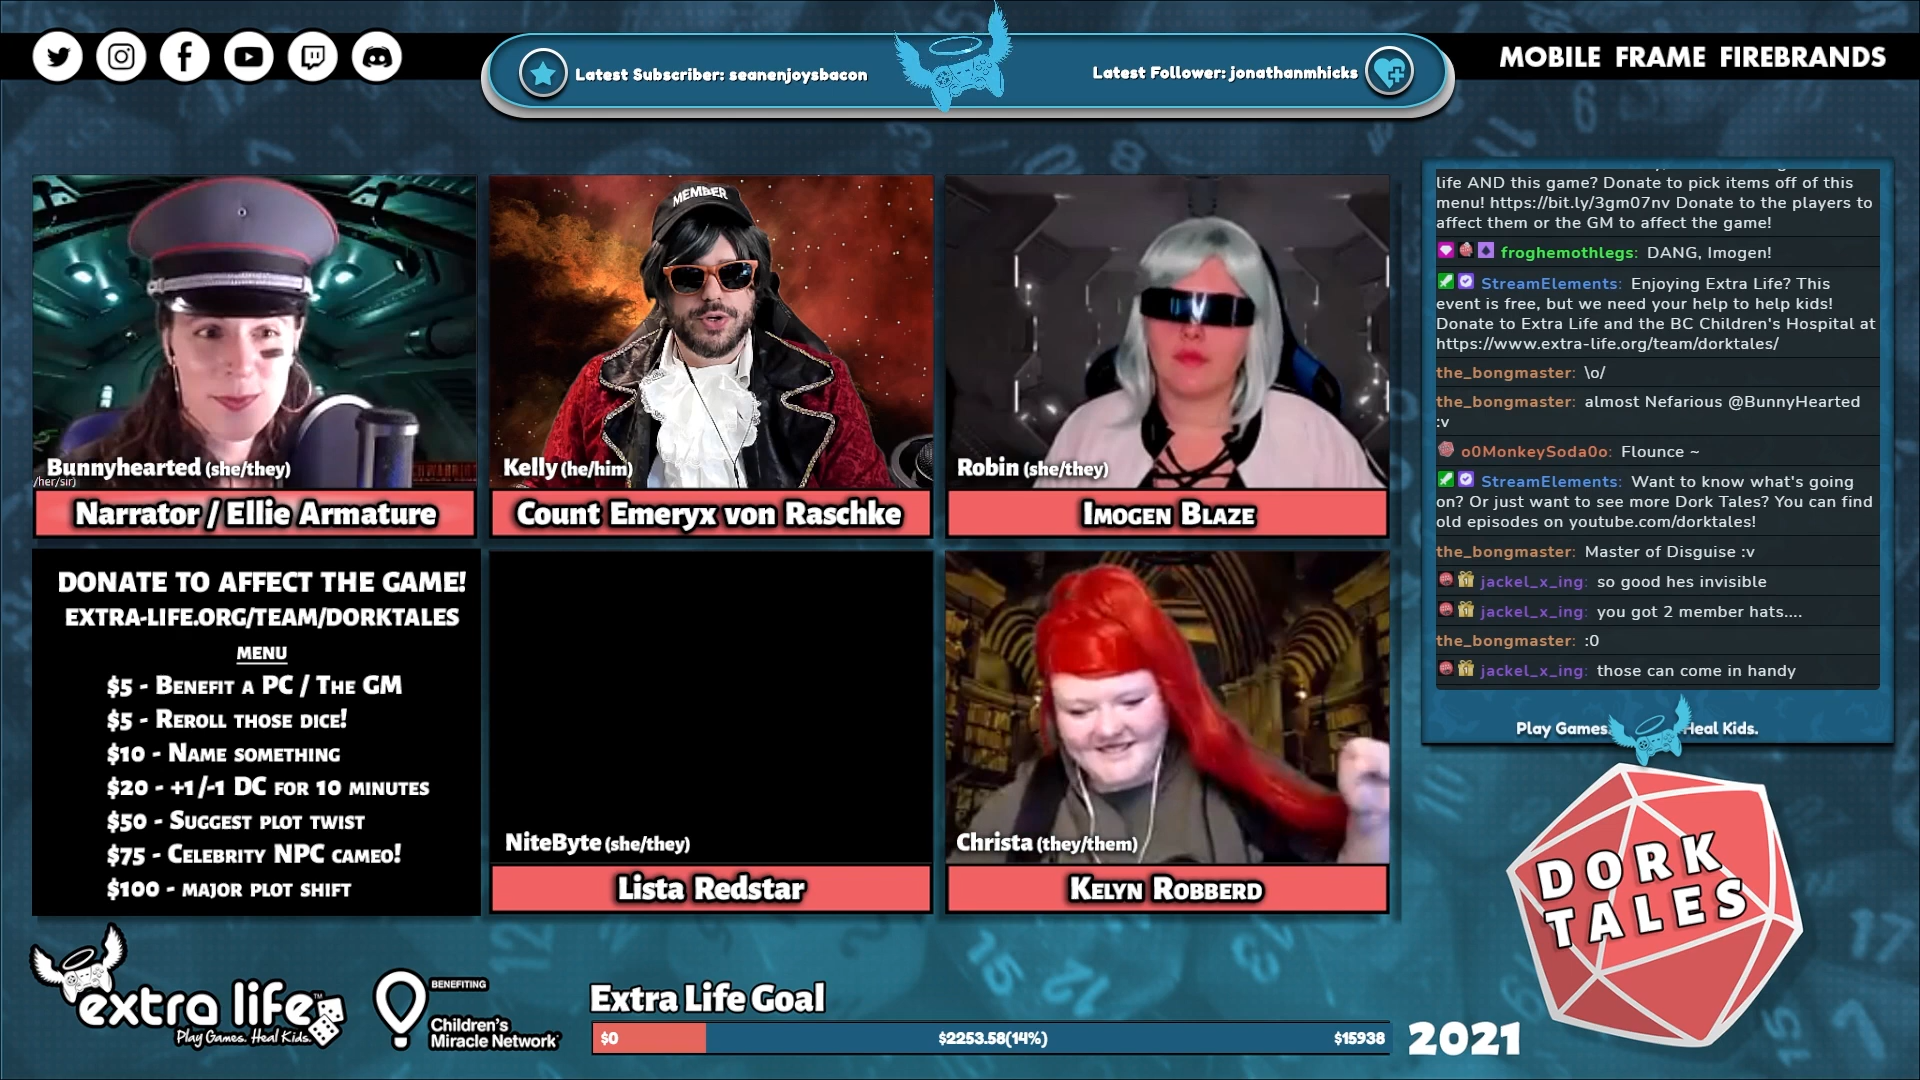 Latest Subscriber: seanenjoysbacon
Latest Follower: jonathanmhicks
MOBILE FRAME FIREBRANDS
MEMBER
Bunnyhearted (she/they)
/her/sir)
Narrator / Ellie Armature
Kelly (he/him)
Count Emeryx von Raschke
Robin (she/they)
Imogen Blaze
DONATE TO AFFECT THE GAME!
EXTRA-LIFE.ORG/TEAM/DORKTALES
MENU
$5 - Benefit a PC / The GM
$5 - Reroll those dice!
$10 - Name something
$20 - +1/-1 DC for 10 minutes
$50 - Suggest plot twist
$75 - Celebrity NPC cameo!
$100 - major plot shift
NiteByte (she/they)
Lista Redstar
Christa (they/them)
Kelyn Robberd
life AND this game? Donate to pick items off of this
menu! https://bit.ly/3gm07nv Donate to the players to
affect them or the GM to affect the game!
froghemothlegs: DANG, Imogen!
StreamElements: Enjoying Extra Life? This
event is free, but we need your help to help kids!
Donate to Extra Life and the BC Children's Hospital at
https://www.extra-life.org/team/dorktales/
the_bongmaster: \o/
the_bongmaster: almost Nefarious @BunnyHearted
:v
o0MonkeySoda0o: Flounce ~
StreamElements: Want to know what's going
on? Or just want to see more Dork Tales? You can find
old episodes on youtube.com/dorktales!
the_bongmaster: Master of Disguise :v
jackel_x_ing: so good hes invisible
jackel_x_ing: you got 2 member hats....
the_bongmaster: :0
jackel_x_ing: those can come in handy
Play Games. Heal Kids.
DORK
TALES
extra life™
Play Games. Heal Kids.
BENEFITING
Children's
Miracle Network
Extra Life Goal
$0
$2253.58(14%)
$15938
2021